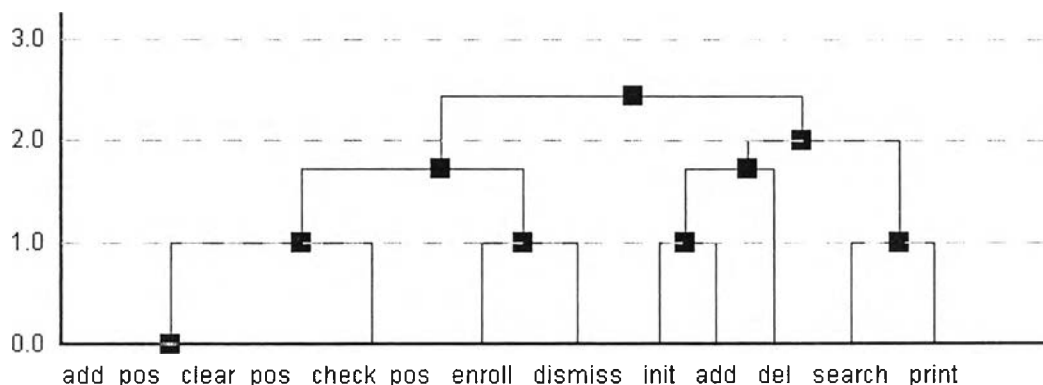 3.0
2.0
1.0
0.0
add pos clear pos check pos enroll dismiss init add del search print